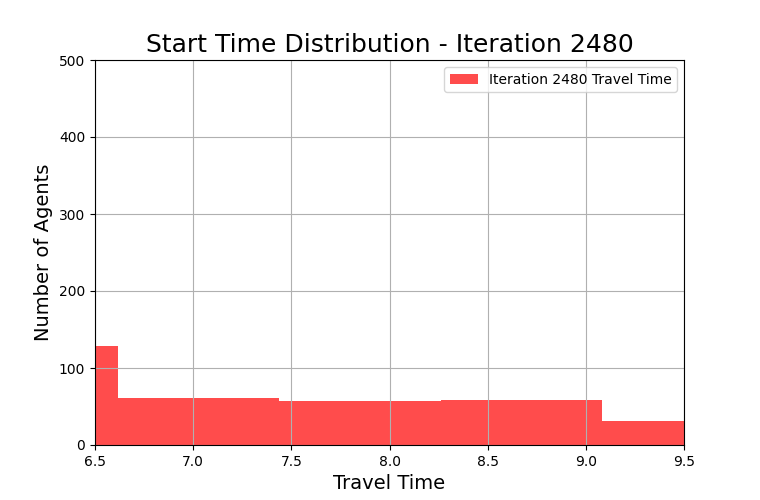 Start Time Distribution - Iteration 2480
500
400
300
200
100
0
Number of Agents
Iteration 2480 Travel Time
6.5 7.0 7.5 8.0 8.5 9.0 9.5
Travel Time